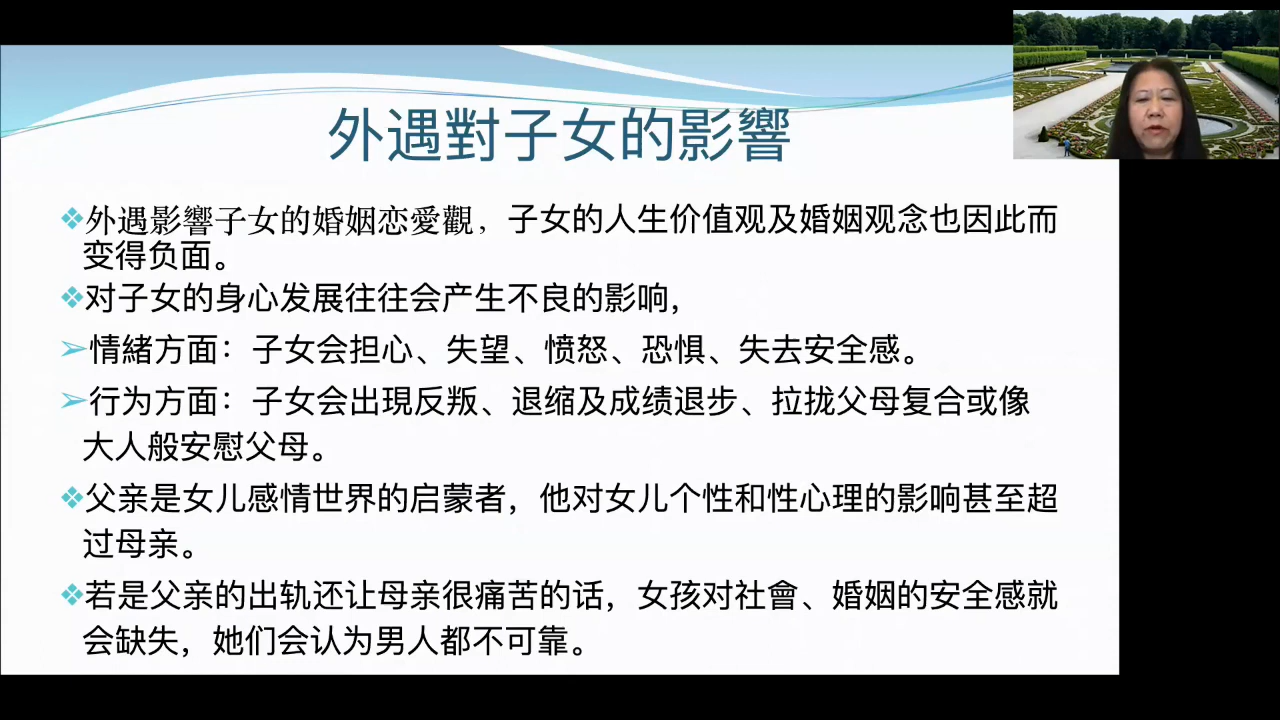 外遇對子女的影響
❖外遇影響子女的婚姻恋愛觀，子女的人生价值观及婚姻观念也因此而
变得负面。
❖对子女的身心发展往往会产生不良的影响，
➢情緒方面：子女会担心、失望、愤怒、恐惧、失去安全感。
➢行为方面：子女会出現反叛、退缩及成绩退步、拉拢父母复合或像
大人般安慰父母。
❖父亲是女儿感情世界的启蒙者，他对女儿个性和性心理的影响甚至超
过母亲。
❖若是父亲的出轨还让母亲很痛苦的话，女孩对社會、婚姻的安全感就
会缺失，她们会认为男人都不可靠。